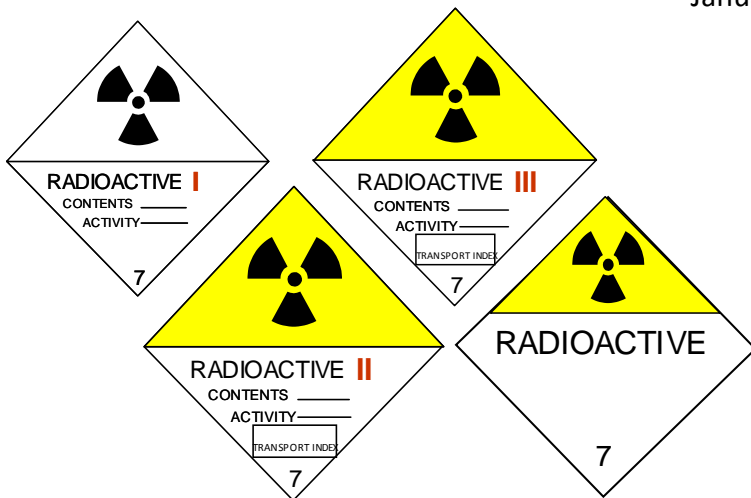 RADIOACTIVE I
CONTENTS
ACTIVITY
7
RADIOACTIVE III
CONTENTS
ACTIVITY
TRANSPORT INDEX
7
RADIOACTIVE II
CONTENTS
ACTIVITY
TRANSPORT INDEX
7
RADIOACTIVE
7